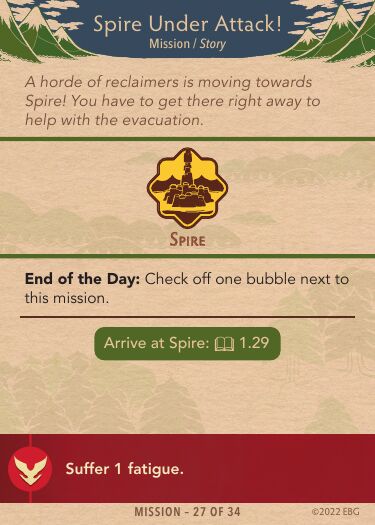 Spire Under Attack!
Mission / Story
A horde of reclaimers is moving towards
Spire! You have to get there right away to
help with the evacuation.
Spire
End of the Day: Check off one bubble next to
this mission.
Arrive at Spire: 1.29
Suffer 1 fatigue.
MISSION – 27 OF 34
©2022 EBG